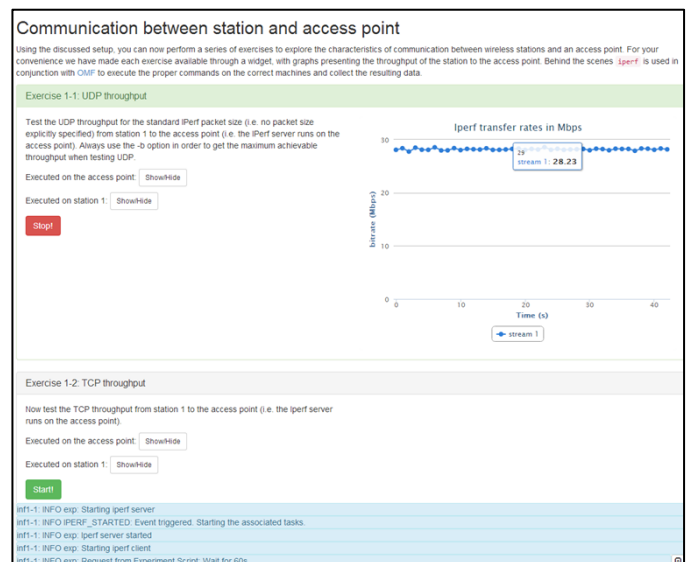 Communication between station and access point
Using the discussed setup, you can now perform a series of exercises to explore the characteristics of communication between wireless stations and an access point. For your
convenience we have made each exercise available through a widget, with graphs presenting the throughput of the station to the access point. Behind the scenes iperf is used in
conjunction with OMF to execute the proper commands on the correct machines and collect the resulting data.
Exercise 1-1: UDP throughput
Test the UDP throughput for the standard IPerf packet size (i.e. no packet size
explicitly specified) from station 1 to the access point (i.e. the IPerf server runs on the
access point). Always use the -b option in order to get the maximum achievable
throughput when testing UDP.
Executed on the access point: Show/Hide
Executed on station 1: Show/Hide
Stop!
Iperf transfer rates in Mbps
30
20
10
0
bitrate (Mbps)
29
stream 1: 28.23
0 10 20 30 40
Time (s)
stream 1
Exercise 1-2: TCP throughput
Now test the TCP throughput from station 1 to the access point (i.e. the Iperf server
runs on the access point).
Executed on the access point: Show/Hide
Executed on station 1: Show/Hide
Start!
inf1-1: INFO exp: Starting iperf server
inf1-1: INFO IPERF_STARTED: Event triggered. Starting the associated tasks.
inf1-1: INFO exp: Iperf server started
inf1-1: INFO exp: Starting iperf client
inf1-1: INFO exp: Request from Experiment Script: Wait for 60s